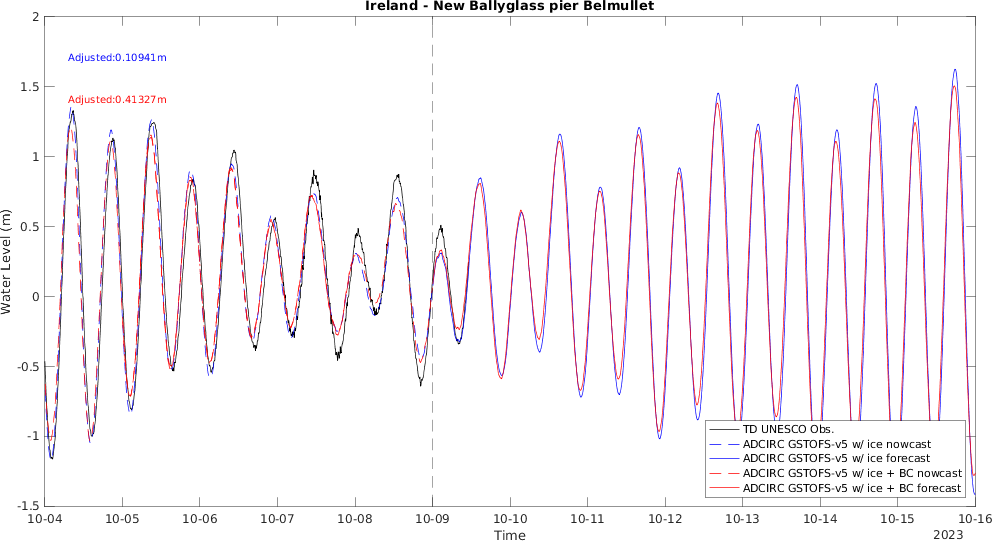 Ireland - New Ballyglass pier Belmullet
2
Adjusted:0.10941m
1.5
Adjusted:0.41327m
1
0.5
Water Level (m)
0
-0.5
-1
-1.5
TD UNESCO Obs.
ADCIRC GSTOFS-v5 w/ ice nowcast
ADCIRC GSTOFS-v5 w/ ice forecast
ADCIRC GSTOFS-v5 w/ ice + BC nowcast
ADCIRC GSTOFS-v5 w/ ice + BC forecast
10-04 10-05 10-06 10-07 10-08 10-09 10-10 10-11 10-12 10-13 10-14 10-15 10-16
Time
2023